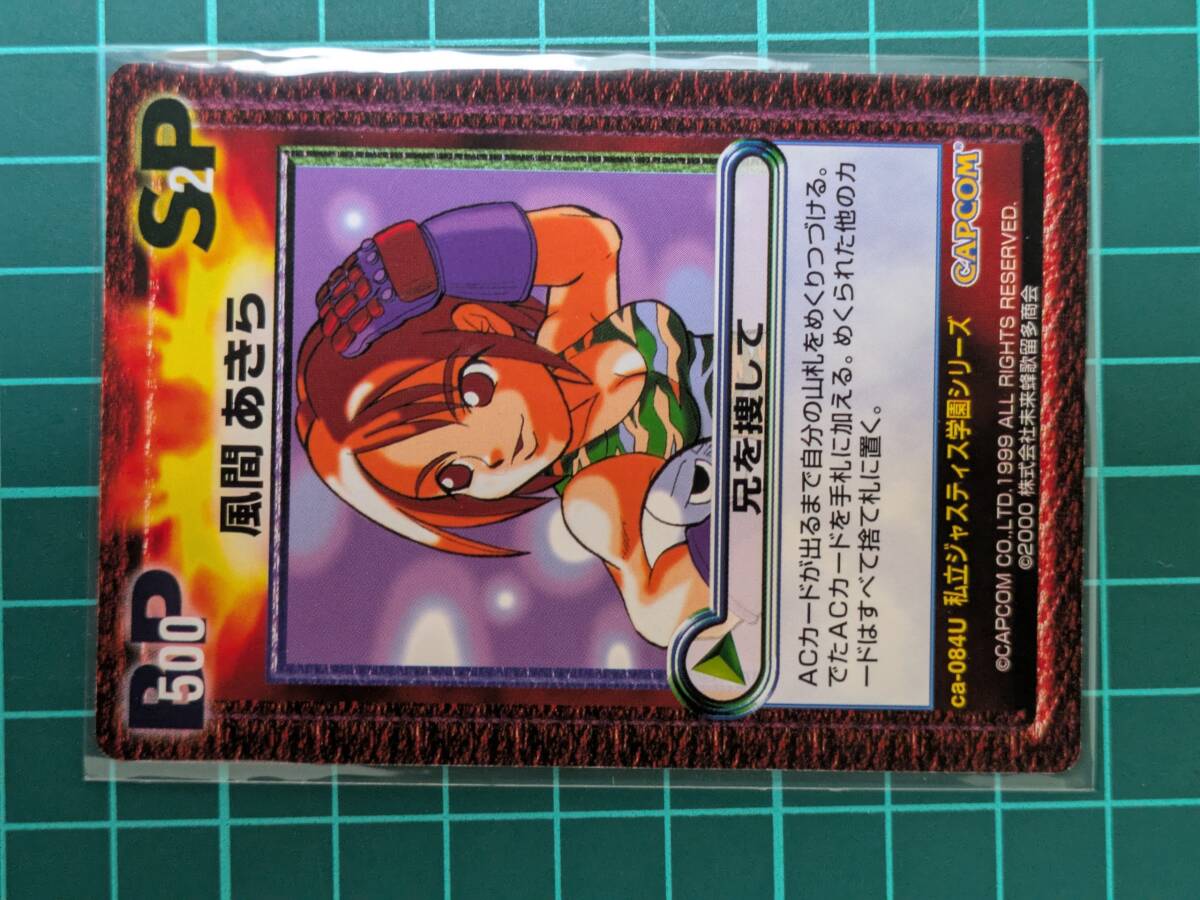 BP
500
SP
2
風間 あきら
兄を捜して
ACカードが出るまで自分の山札をめくりつづける。
でたACカードを手札に加える。めくられた他のカ
ードはすべて捨て札に置く。
ca-084U 私立ジャスティス学園シリーズ
CAPCOM®
©CAPCOM CO.,LTD.1999 ALL RIGHTS RESERVED.
©2000 株式会社未来蜂歌留多商会